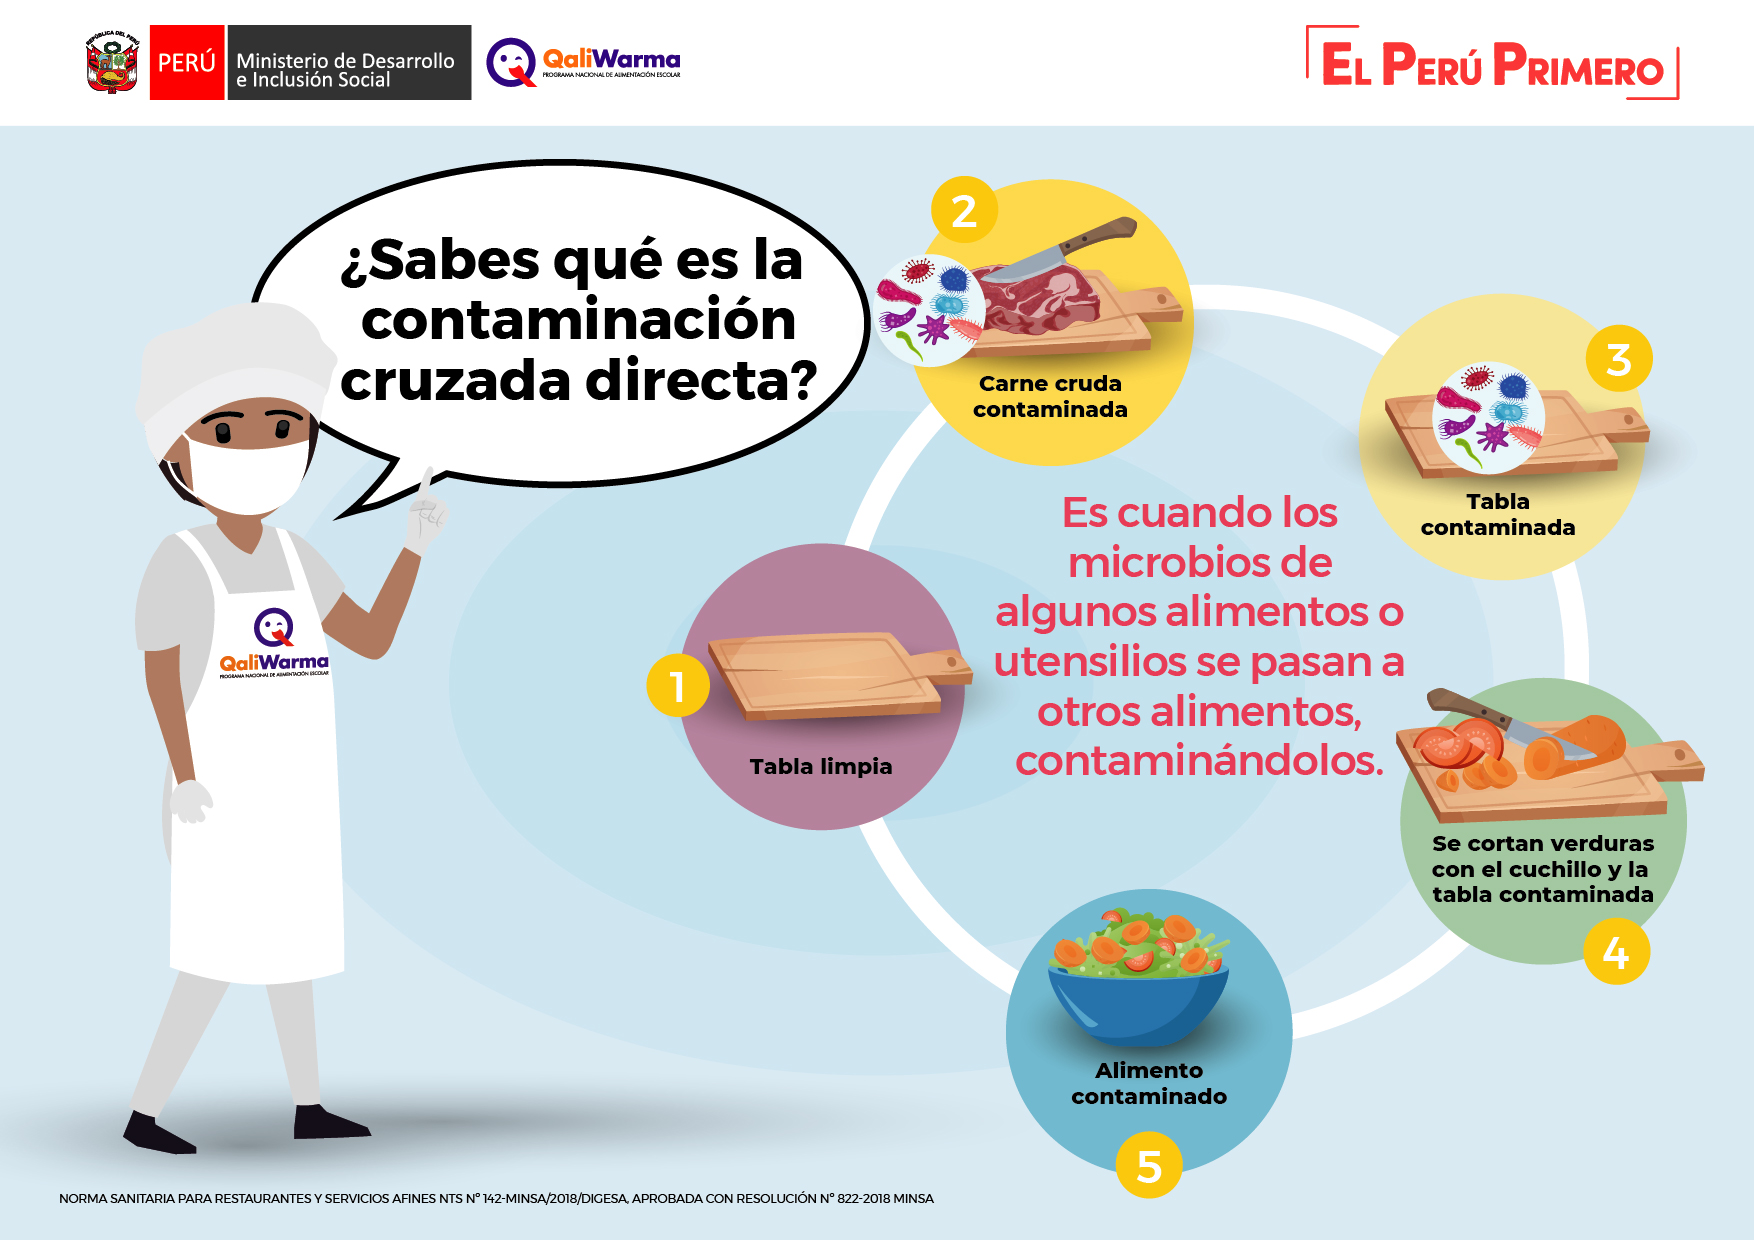 REPÚBLICA DEL PERÚ
PERÚ
Ministerio de Desarrollo
e Inclusión Social
QaliWarma
PROGRAMA NACIONAL DE ALIMENTACIÓN ESCOLAR
EL PERÚ PRIMERO
¿Sabes qué es la
contaminación
cruzada directa?
QaliWarma
PROGRAMA NACIONAL DE ALIMENTACIÓN ESCOLAR
1
Tabla limpia
2
Carne cruda
contaminada
3
Tabla
contaminada
Es cuando los
microbios de
algunos alimentos o
utensilios se pasan a
otros alimentos,
contaminándolos.
Se cortan verduras
con el cuchillo y la
tabla contaminada
4
Alimento
contaminado
5
NORMA SANITARIA PARA RESTAURANTES Y SERVICIOS AFINES NTS Nº 142-MINSA/2018/DIGESA, APROBADA CON RESOLUCIÓN Nº 822-2018 MINSA